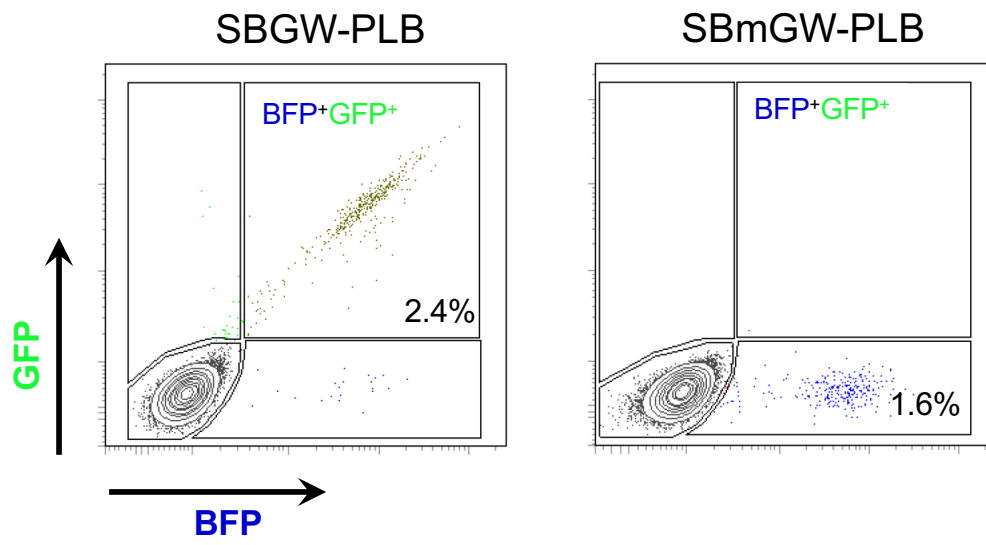 SBGW-PLB
SBmGW-PLB
BFP⁺GFP⁺
BFP⁺GFP⁺
2.4%
1.6%
GFP
BFP